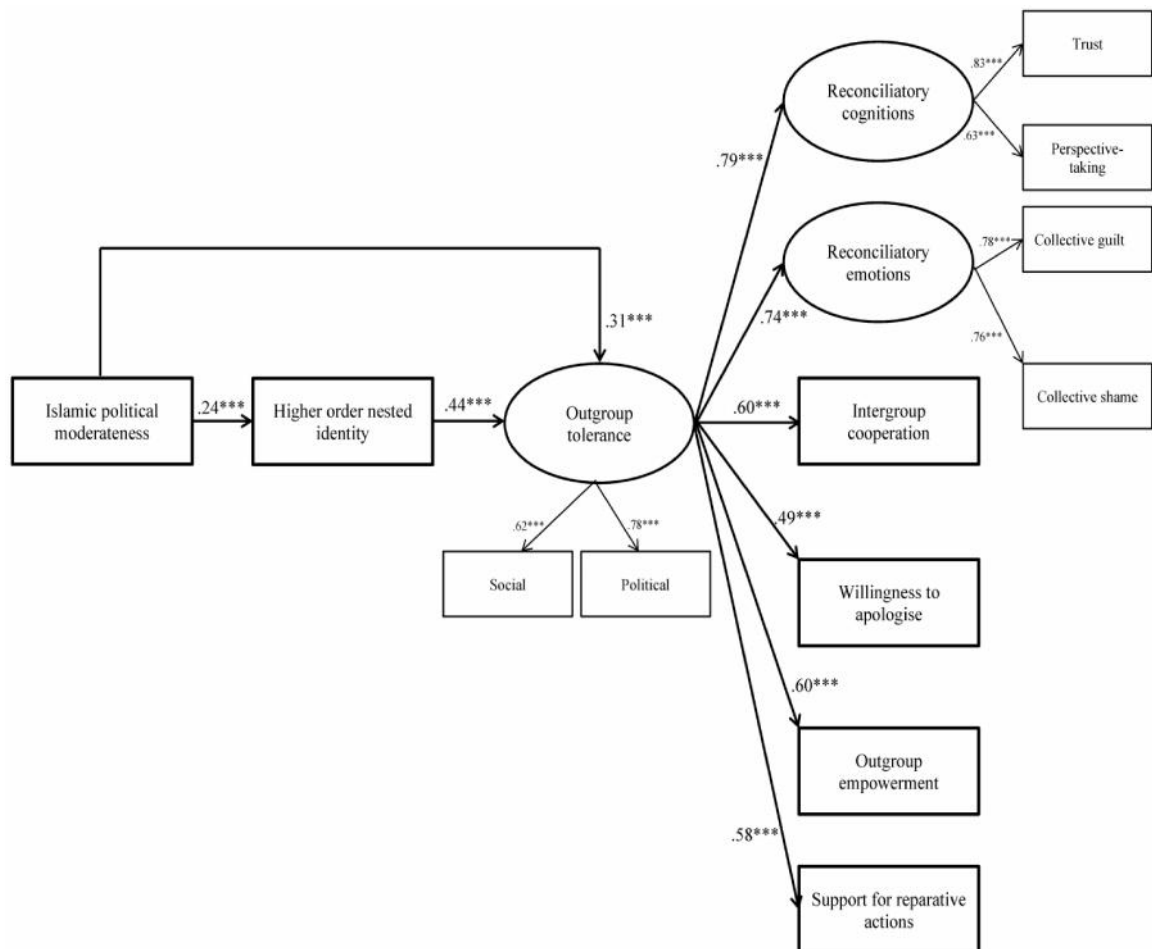 Trust
.83***
Reconciliatory
cognitions
.63***
Perspective-
taking
.79***
Collective guilt
.78***
Reconciliatory
emotions
.74***
.76***
.31***
Islamic political
moderateness
.24***
Higher order nested
identity
.44***
Outgroup
tolerance
.60***
Intergroup
cooperation
Collective shame
.62***
.78***
Social
Political
.49***
Willingness to
apologise
.60***
Outgroup
empowerment
.58***
Support for reparative
actions